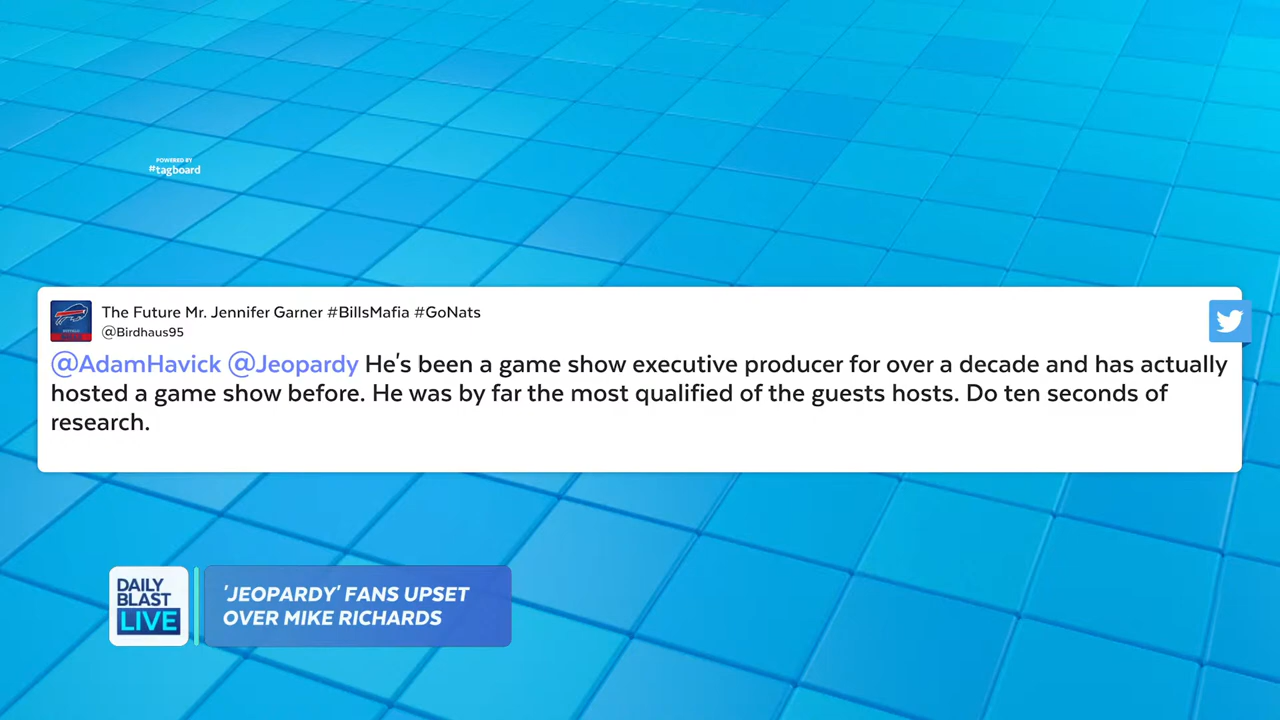 POWERED BY
#tagboard
The Future Mr. Jennifer Garner #BillsMafia #GoNats
@Birdhaus95
@AdamHavick @Jeopardy He's been a game show executive producer for over a decade and has actually
hosted a game show before. He was by far the most qualified of the guests hosts. Do ten seconds of
research.
DAILY
BLAST
LIVE
'JEOPARDY' FANS UPSET
OVER MIKE RICHARDS